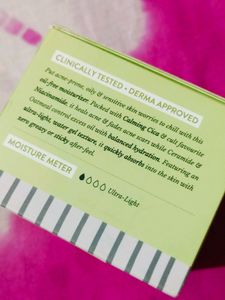 CLINICALLY TESTED • DERMA APPROVED
Put acne-prone, oily & sensitive skin worries to chill with this
oil-free moisturizer. Packed with Calming Cica & cult favourite
Niacinamide, it heals acne & fades acne scars while Ceramide &
Oatmeal control excess oil with balanced hydration. Featuring an
ultra-light, water gel texture, it quickly absorbs into the skin with
zero greasy or sticky after-feel.
MOISTURE METER
Ultra-Light